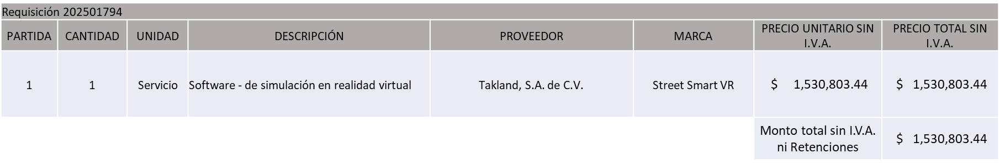 Requisición 202501794
PARTIDA CANTIDAD UNIDAD DESCRIPCIÓN PROVEEDOR MARCA PRECIO UNITARIO SIN I.V.A. PRECIO TOTAL SIN I.V.A.
1 1 Servicio Software - de simulación en realidad virtual Takland, S.A. de C.V. Street Smart VR $ 1,530,803.44 $ 1,530,803.44
Monto total sin I.V.A. ni Retenciones $ 1,530,803.44